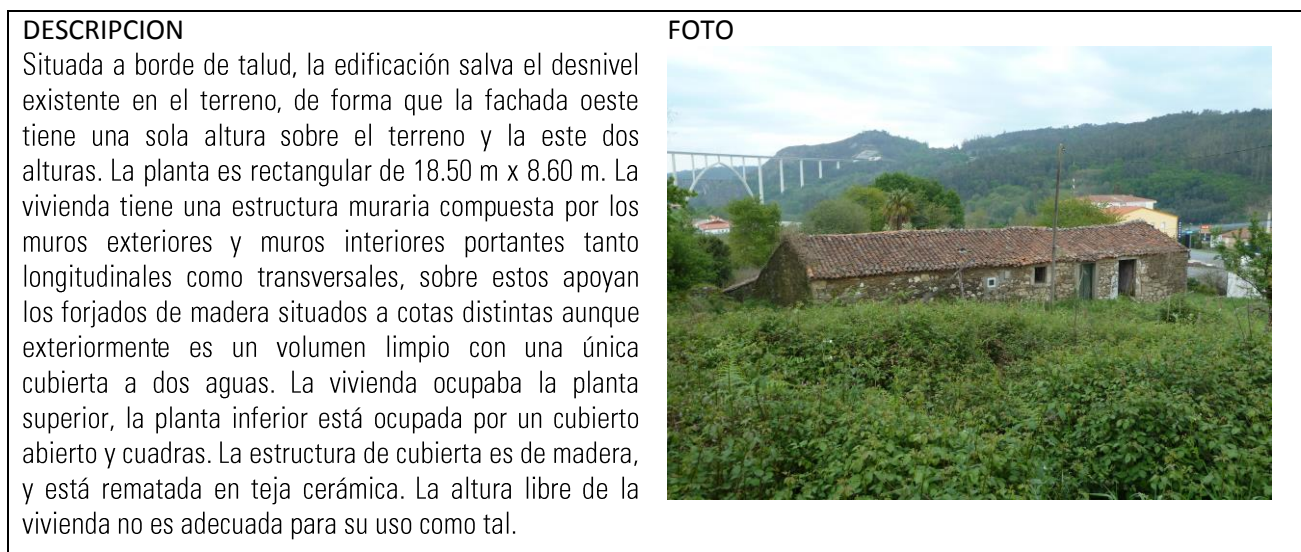 DESCRIPCION
Situada a borde de talud, la edificación salva el desnivel
existente en el terreno, de forma que la fachada oeste
tiene una sola altura sobre el terreno y la este dos
alturas. La planta es rectangular de 18.50 m x 8.60 m. La
vivienda tiene una estructura muraria compuesta por los
muros exteriores y muros interiores portantes tanto
longitudinales como transversales, sobre estos apoyan
los forjados de madera situados a cotas distintas aunque
exteriormente es un volumen limpio con una única
cubierta a dos aguas. La vivienda ocupaba la planta
superior, la planta inferior está ocupada por un cubierto
abierto y cuadras. La estructura de cubierta es de madera,
y está rematada en teja cerámica. La altura libre de la
vivienda no es adecuada para su uso como tal.
FOTO